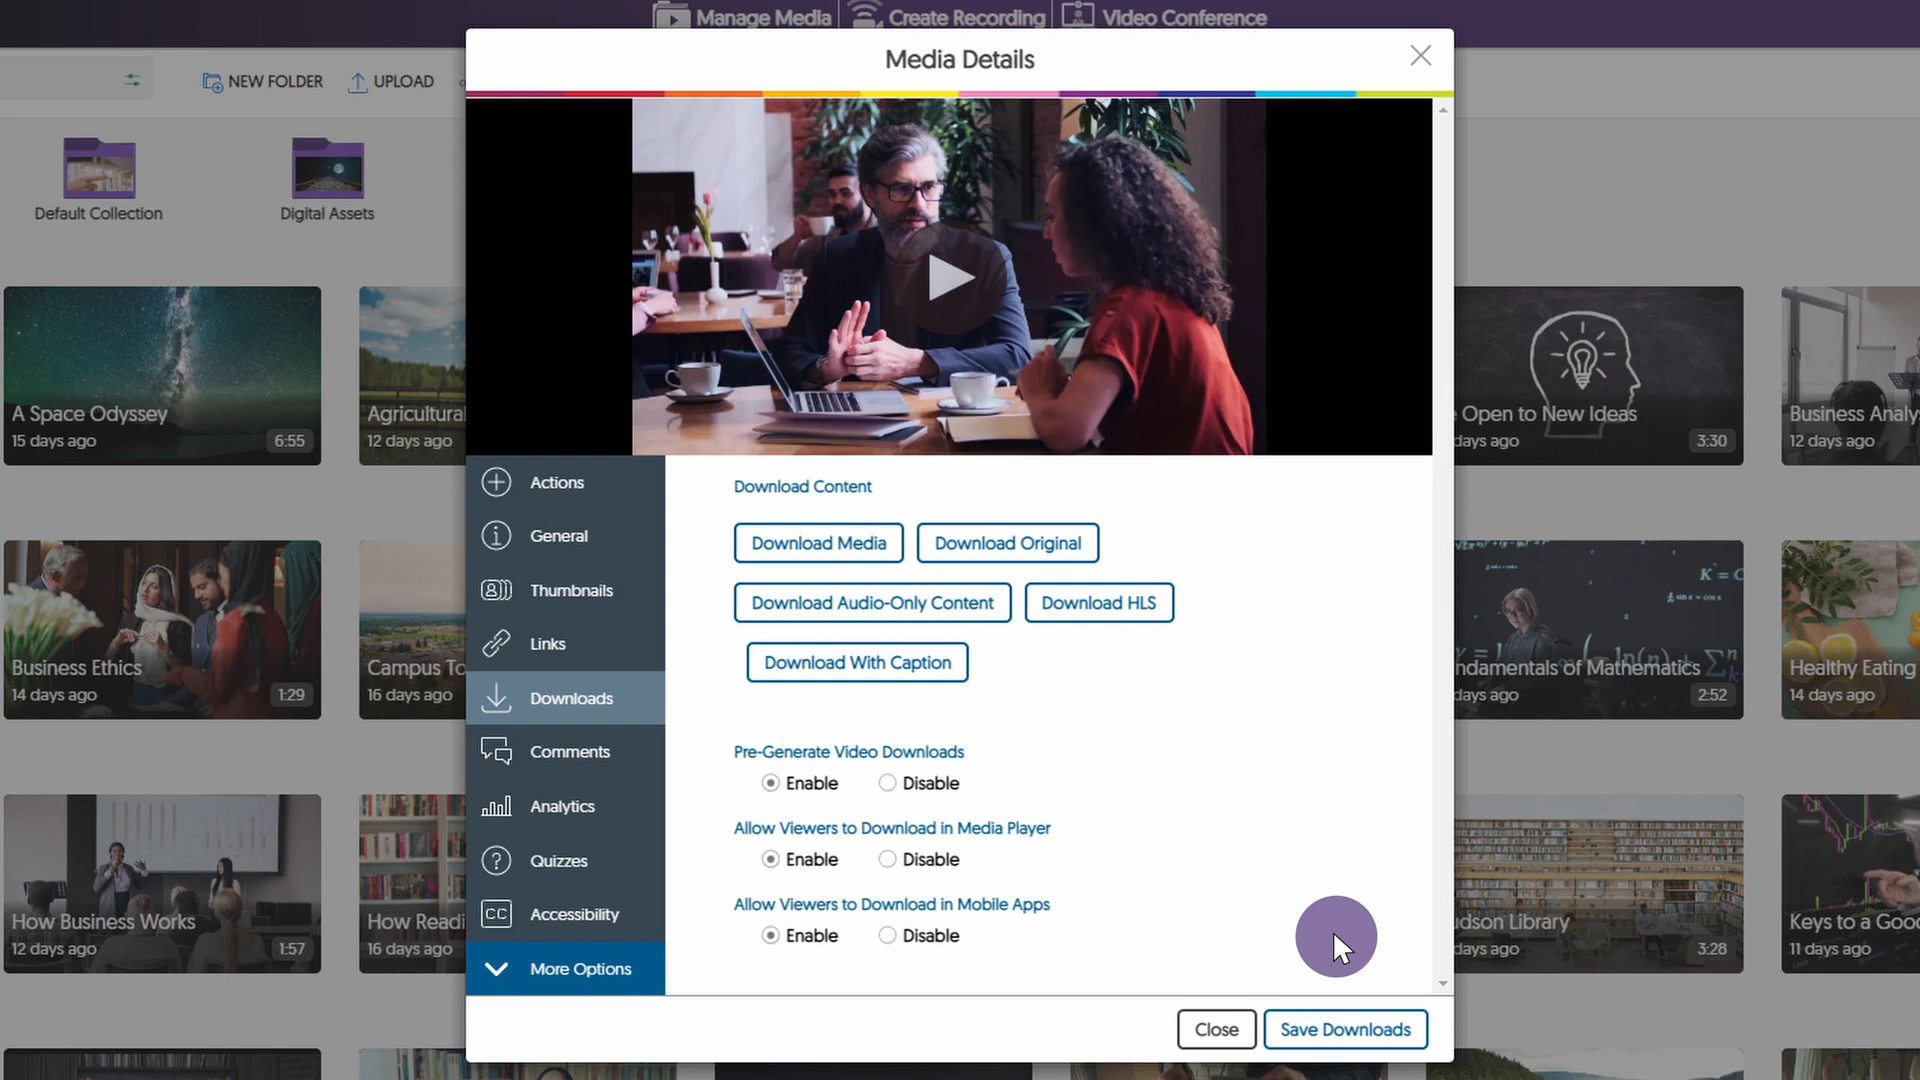 Manage Media
Create Recording
Video Conference
Media Details
NEW FOLDER
UPLOAD
Default Collection
Digital Assets
A Space Odyssey
15 days ago
6:55
Agricultural
12 days ago
Open to New Ideas
days ago
3:30
Business Analy
12 days ago
Business Ethics
14 days ago
1:29
Campus To
16 days ago
ndamentals of Mathematics
days ago
2:52
Healthy Eating
14 days ago
How Business Works
12 days ago
1:57
How Readi
16 days ago
udson Library
days ago
3:28
Keys to a Good
11 days ago
Actions
General
Thumbnails
Links
Downloads
Comments
Analytics
Quizzes
CC
Accessibility
More Options
Download Content
Download Media
Download Original
Download Audio-Only Content
Download HLS
Download With Caption
Pre-Generate Video Downloads
Enable
Disable
Allow Viewers to Download in Media Player
Enable
Disable
Allow Viewers to Download in Mobile Apps
Enable
Disable
Close
Save Downloads